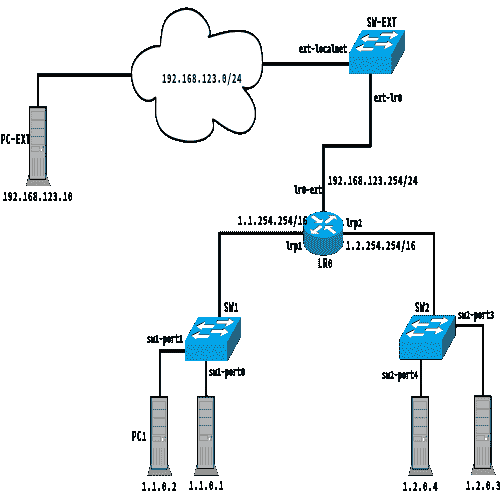 SW-EXT
ext-localnet
192.168.123.0/24
ext-lr0
PC-EXT
192.168.123.10
192.168.123.254/24
lr0-ext
1.1.254.254/16
lrp2
lrp1
1.2.254.254/16
LR0
SW1
SW2
sw2-port3
sw1-port1
sw1-port0
sw2-port4
PC1
1.1.0.2
1.1.0.1
1.2.0.4
1.2.0.3